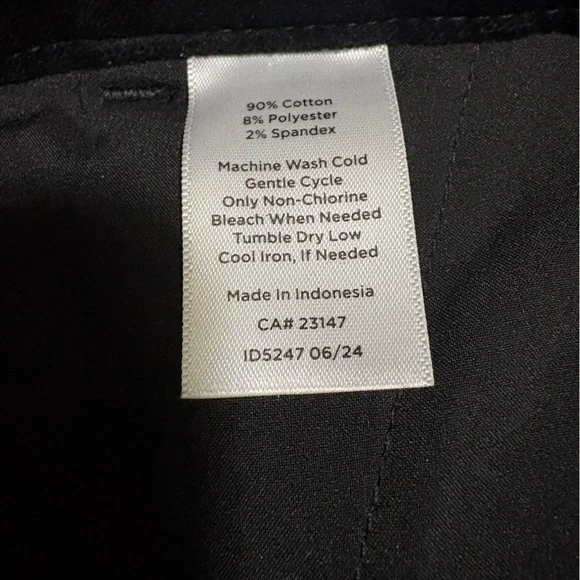 90% Cotton
8% Polyester
2% Spandex
Machine Wash Cold
Gentle Cycle
Only Non-Chlorine
Bleach When Needed
Tumble Dry Low
Cool Iron, If Needed
Made In Indonesia
CA# 23147
ID5247 06/24